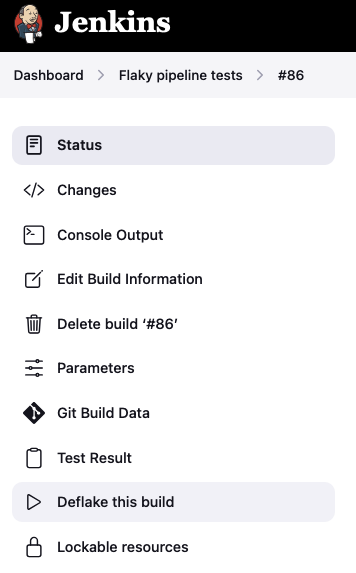 Jenkins
Dashboard > Flaky pipeline tests > #86
Status
Changes
Console Output
Edit Build Information
Delete build ‘#86’
Parameters
Git Build Data
Test Result
Deflake this build
Lockable resources